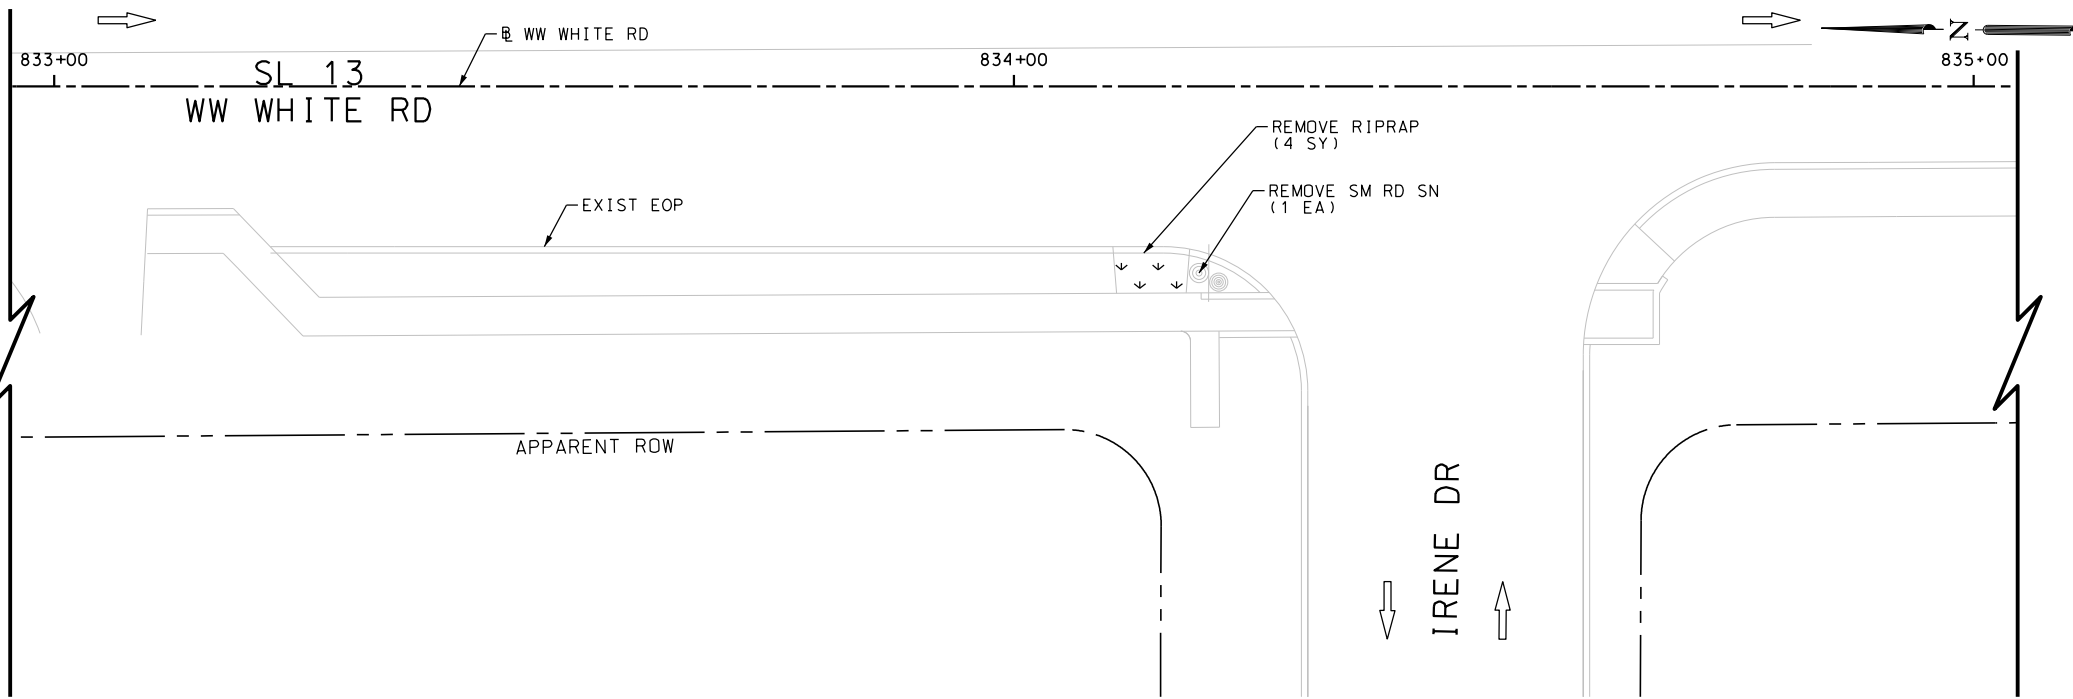 ℄ WW WHITE RD
833+00
834+00
835+00
N
SL 13
WW WHITE RD
REMOVE RIPRAP
(4 SY)
REMOVE SM RD SN
(1 EA)
EXIST EOP
APPARENT ROW
IRENE DR